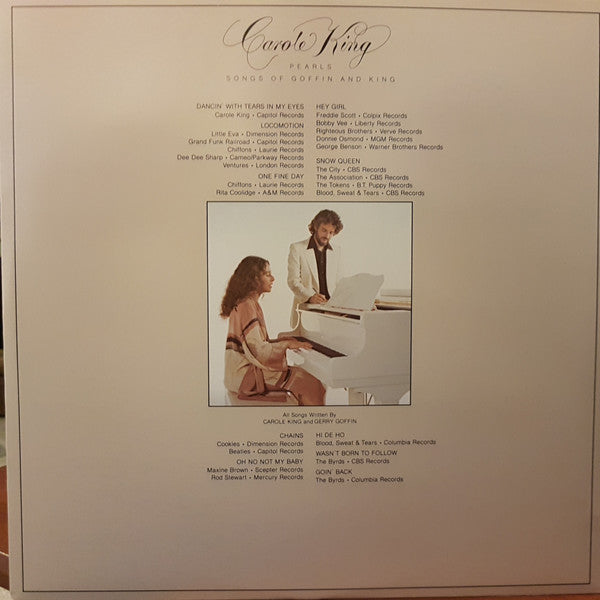 Carole King
PEARLS
SONGS OF GOFFIN AND KING
DANCIN' WITH TEARS IN MY EYES
Carole King • Capitol Records
LOCOMOTION
Little Eva • Dimension Records
Grand Funk Railroad • Capitol Records
Chiffons • Laurie Records
Dee Dee Sharp • Cameo/Parkway Records
Ventures • London Records
ONE FINE DAY
Chiffons • Laurie Records
Rita Coolidge • A&M Records
HEY GIRL
Freddie Scott • Colpix Records
Bobby Vee • Liberty Records
Righteous Brothers • Verve Records
Donnie Osmond • MGM Records
George Benson • Warner Brothers Records
SNOW QUEEN
The City • CBS Records
The Association • CBS Records
The Tokens • B.T. Puppy Records
Blood, Sweat & Tears • CBS Records
All Songs Written By
CAROLE KING and GERRY GOFFIN
CHAINS
Cookies • Dimension Records
Beatles • Capitol Records
OH NO NOT MY BABY
Maxine Brown • Scepter Records
Rod Stewart • Mercury Records
HI DE HO
Blood, Sweat & Tears • Columbia Records
WASN'T BORN TO FOLLOW
The Byrds • CBS Records
GOIN' BACK
The Byrds • Columbia Records